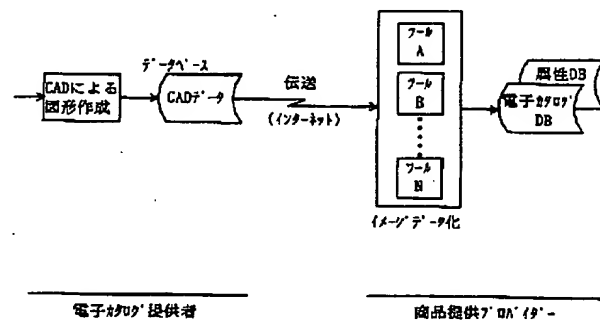 CADによる
図形作成
データベース
CADデータ
伝送
(インターネット)
ツール
A
ツール
B
ツール
N
イメージデータ化
属性DB
電子カタログ
DB
電子カタログ提供者
商品提供プロバイダー